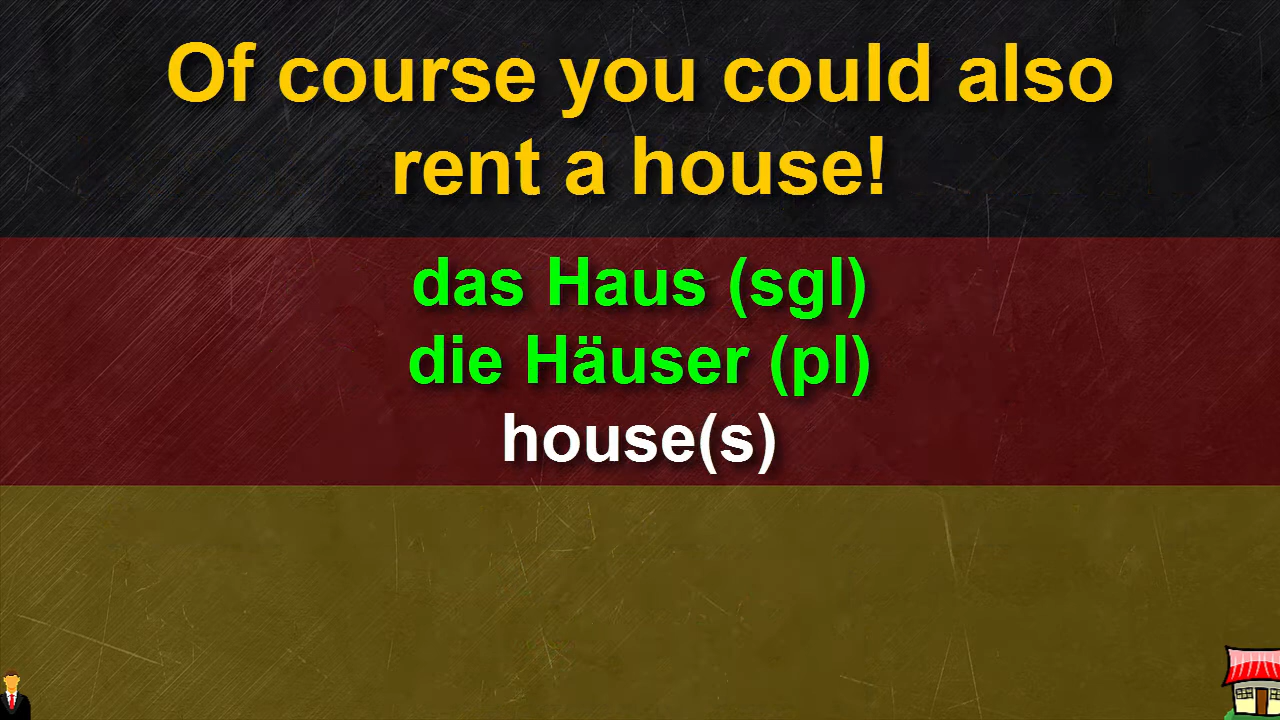 Of course you could also
rent a house!
das Haus (sgl)
die Häuser (pl)
house(s)